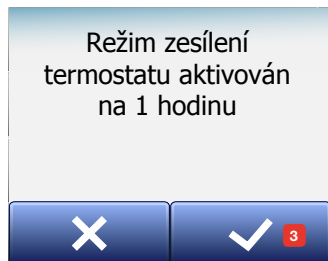 Režim zesílení
termostatu aktivován
na 1 hodinu
3